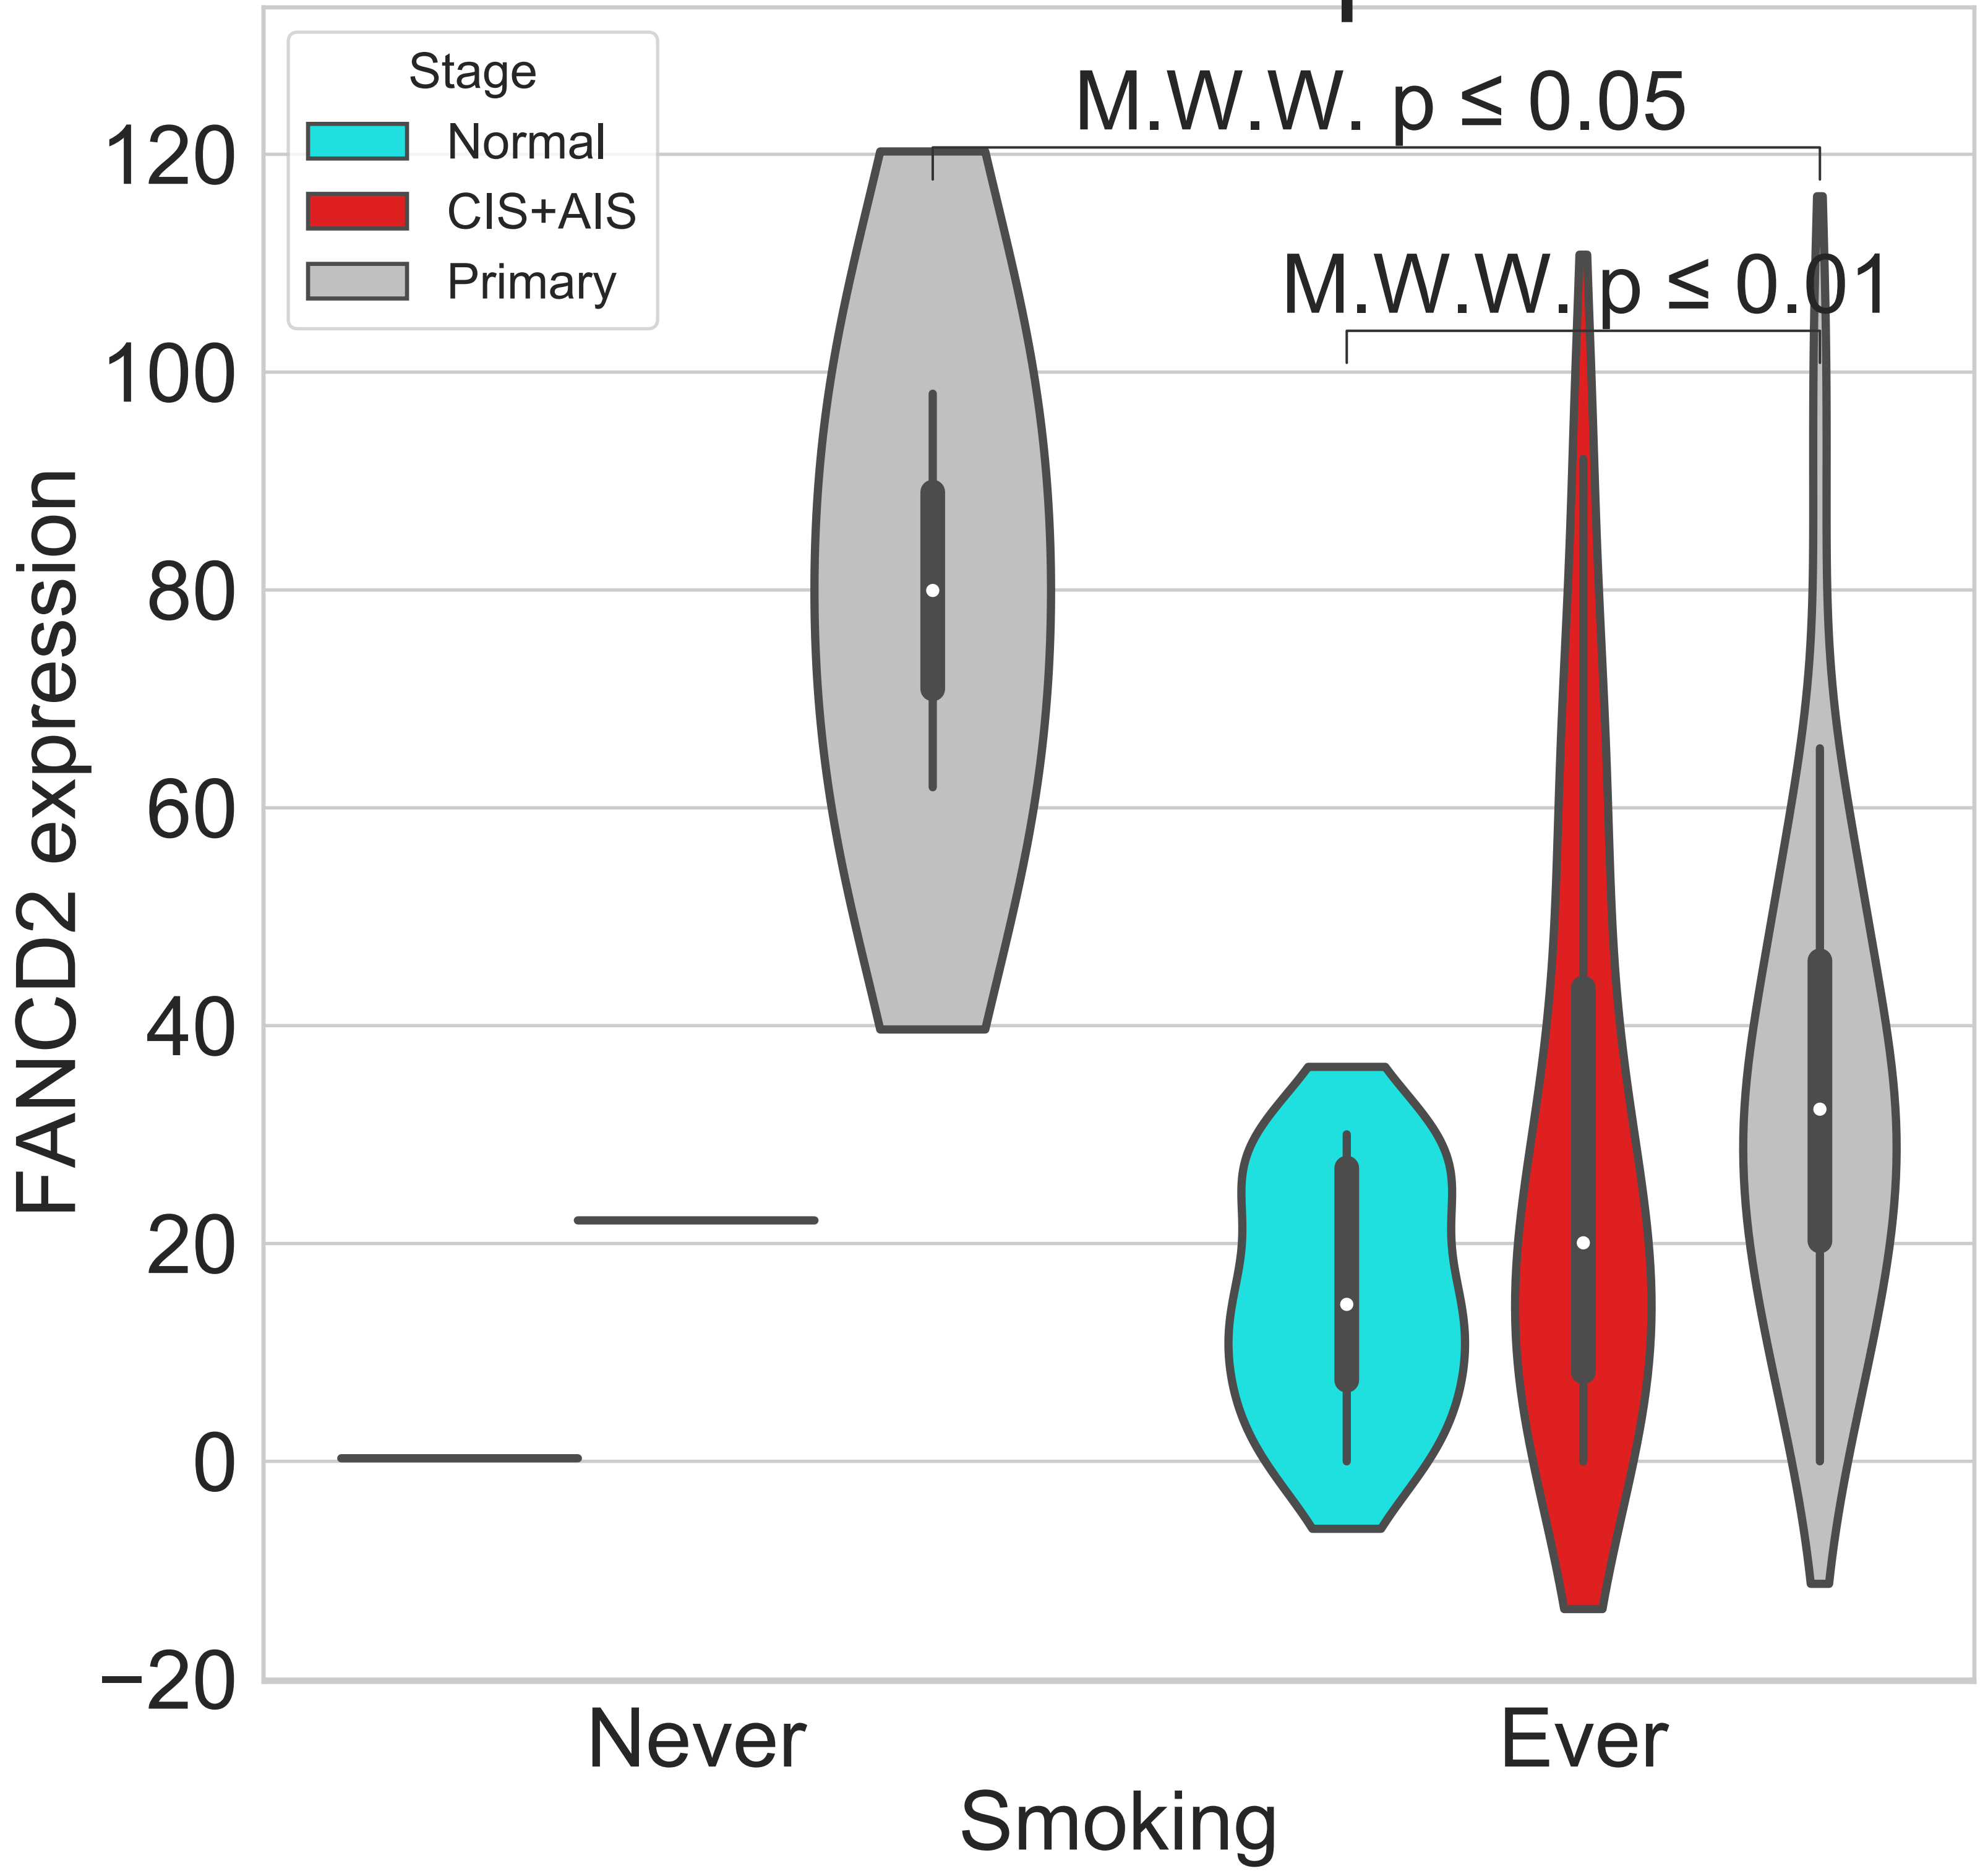 Stage
Normal
CIS+AIS
Primary
M.W.W. p ≤ 0.05
M.W.W. p ≤ 0.01
FANCD2 expression
120
100
80
60
40
20
0
−20
Never
Ever
Smoking